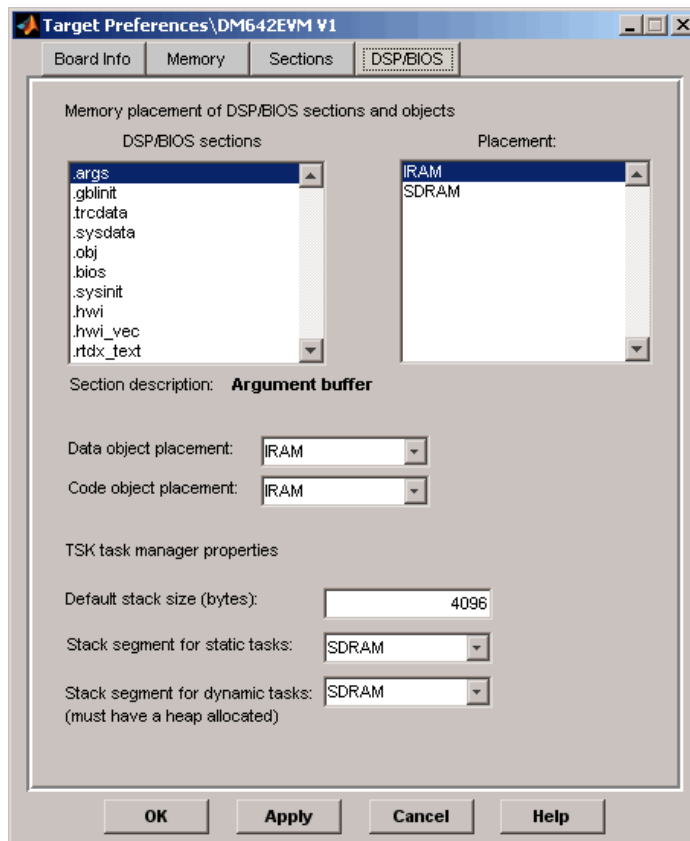 Target Preferences\DM642EVM V1
Board Info Memory Sections DSP/BIOS
Memory placement of DSP/BIOS sections and objects
DSP/BIOS sections Placement:
.args
.gblinit
.trcdata
.sysdata
.obj
.bios
.sysinit
.hwi
.hwi_vec
.rtdx_text
IRAM
SDRAM
Section description: Argument buffer
Data object placement: IRAM
Code object placement: IRAM
TSK task manager properties
Default stack size (bytes): 4096
Stack segment for static tasks: SDRAM
Stack segment for dynamic tasks: SDRAM
(must have a heap allocated)
OK Apply Cancel Help